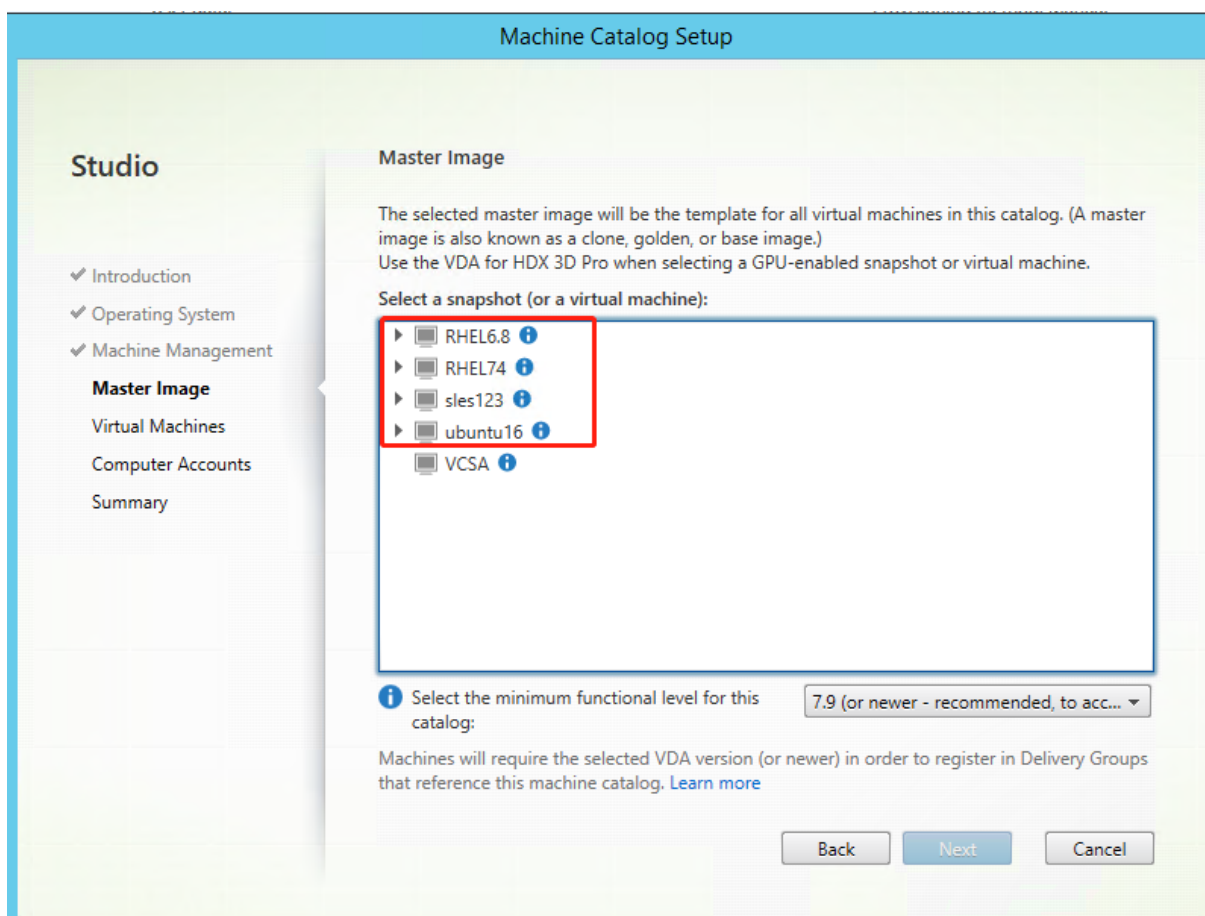 Machine Catalog Setup
Studio
Introduction
Operating System
Machine Management
Master Image
Virtual Machines
Computer Accounts
Summary
Master Image
The selected master image will be the template for all virtual machines in this catalog. (A master
image is also known as a clone, golden, or base image.)
Use the VDA for HDX 3D Pro when selecting a GPU-enabled snapshot or virtual machine.
Select a snapshot (or a virtual machine):
RHEL6.8
RHEL74
sles123
ubuntu16
VCSA
Select the minimum functional level for this
catalog:
7.9 (or newer - recommended, to acc...
Machines will require the selected VDA version (or newer) in order to register in Delivery Groups
that reference this machine catalog. Learn more
Back
Next
Cancel